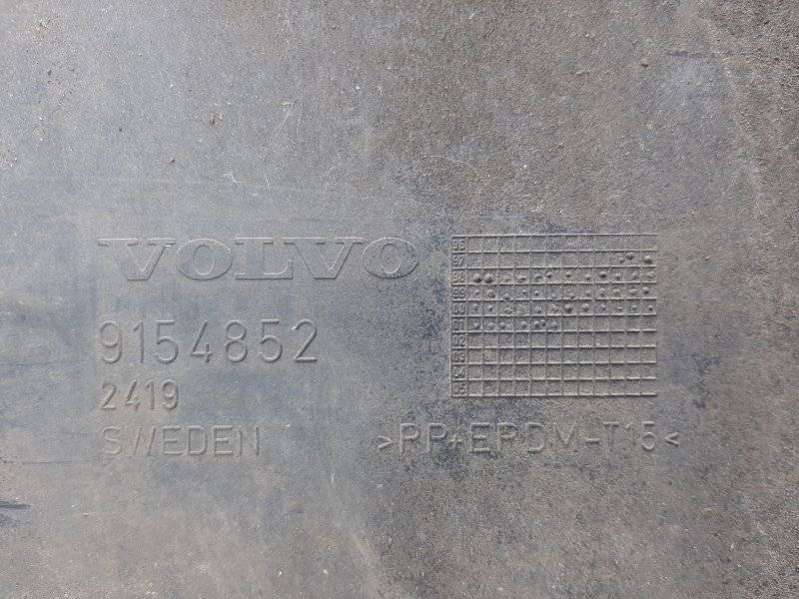 VOLVO
9154852
2419
SWEDEN
>PP+EPDM-T15<